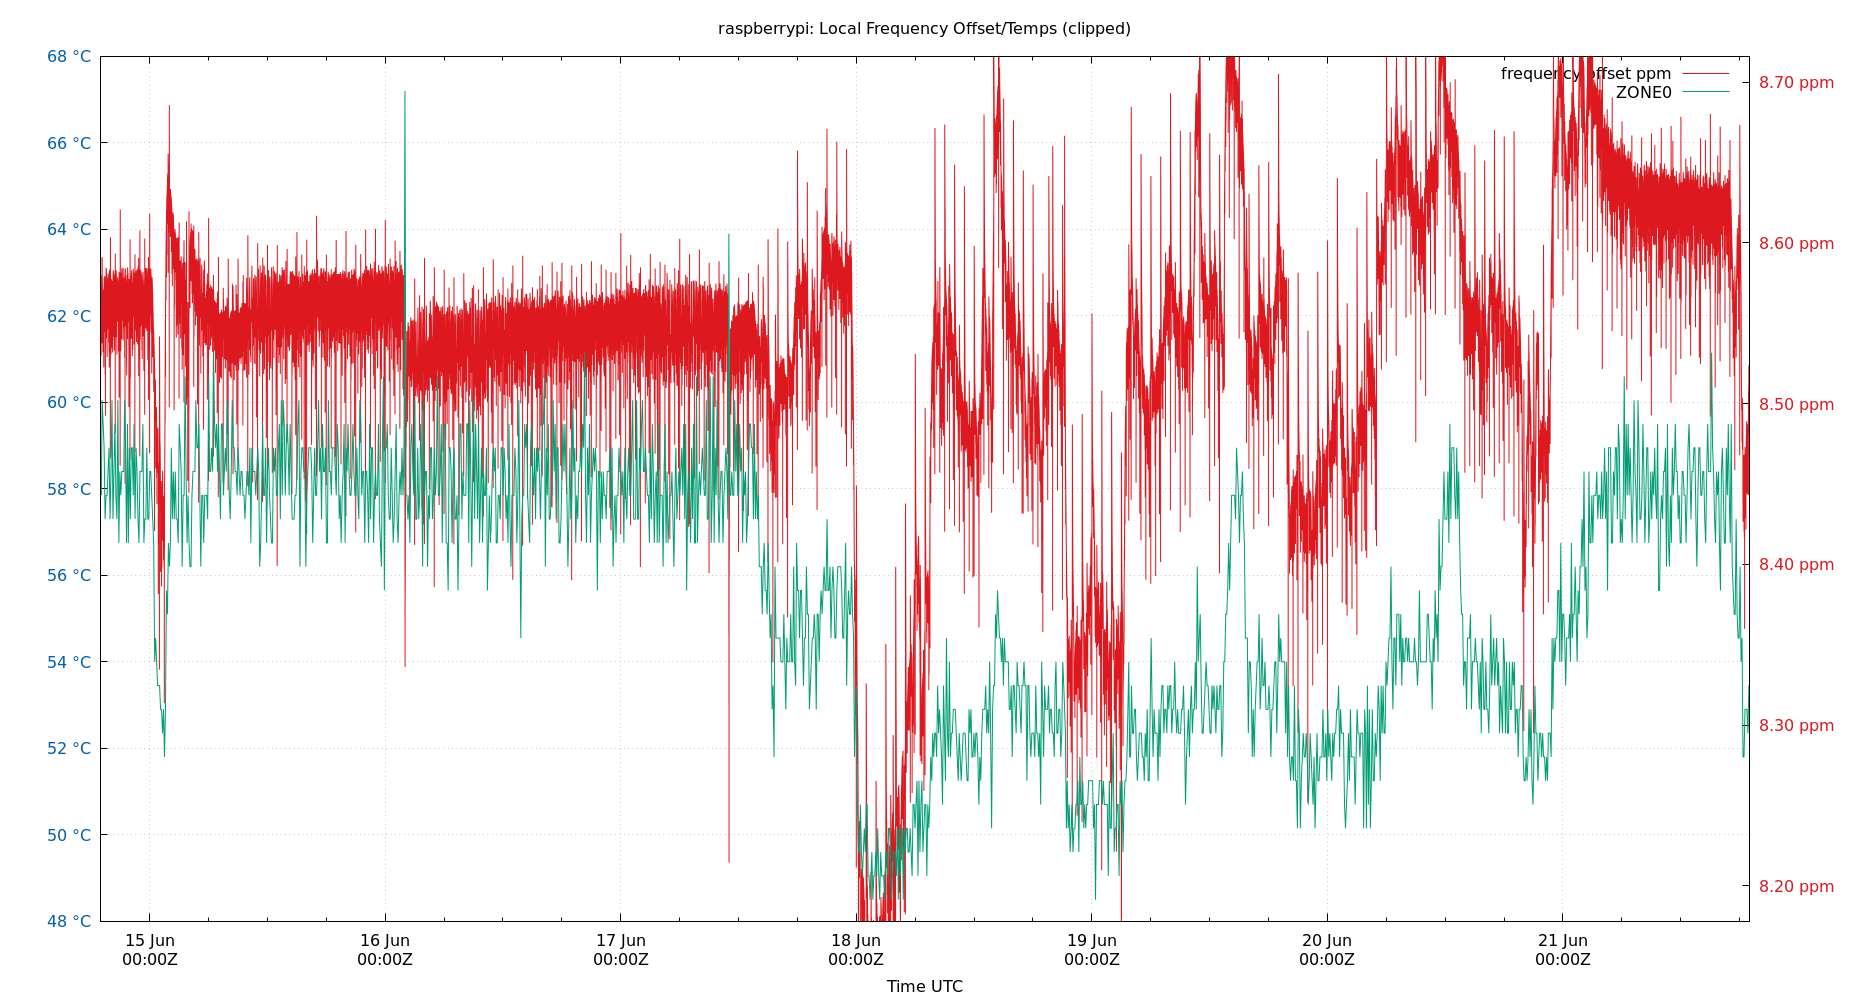 raspberrypi: Local Frequency Offset/Temps (clipped)
68 °C
66 °C
64 °C
62 °C
60 °C
58 °C
56 °C
54 °C
52 °C
50 °C
48 °C
frequency offset ppm
ZONE0
8.70 ppm
8.60 ppm
8.50 ppm
8.40 ppm
8.30 ppm
8.20 ppm
15 Jun
00:00Z
16 Jun
00:00Z
17 Jun
00:00Z
18 Jun
00:00Z
19 Jun
00:00Z
20 Jun
00:00Z
21 Jun
00:00Z
Time UTC